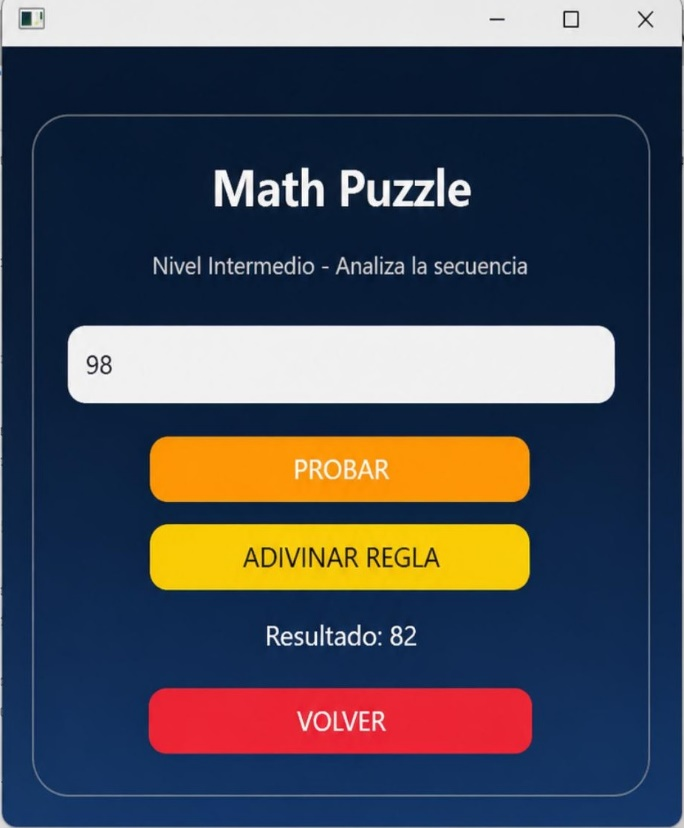 Math Puzzle
Nivel Intermedio - Analiza la secuencia
98
PROBAR
ADIVINAR REGLA
Resultado: 82
VOLVER